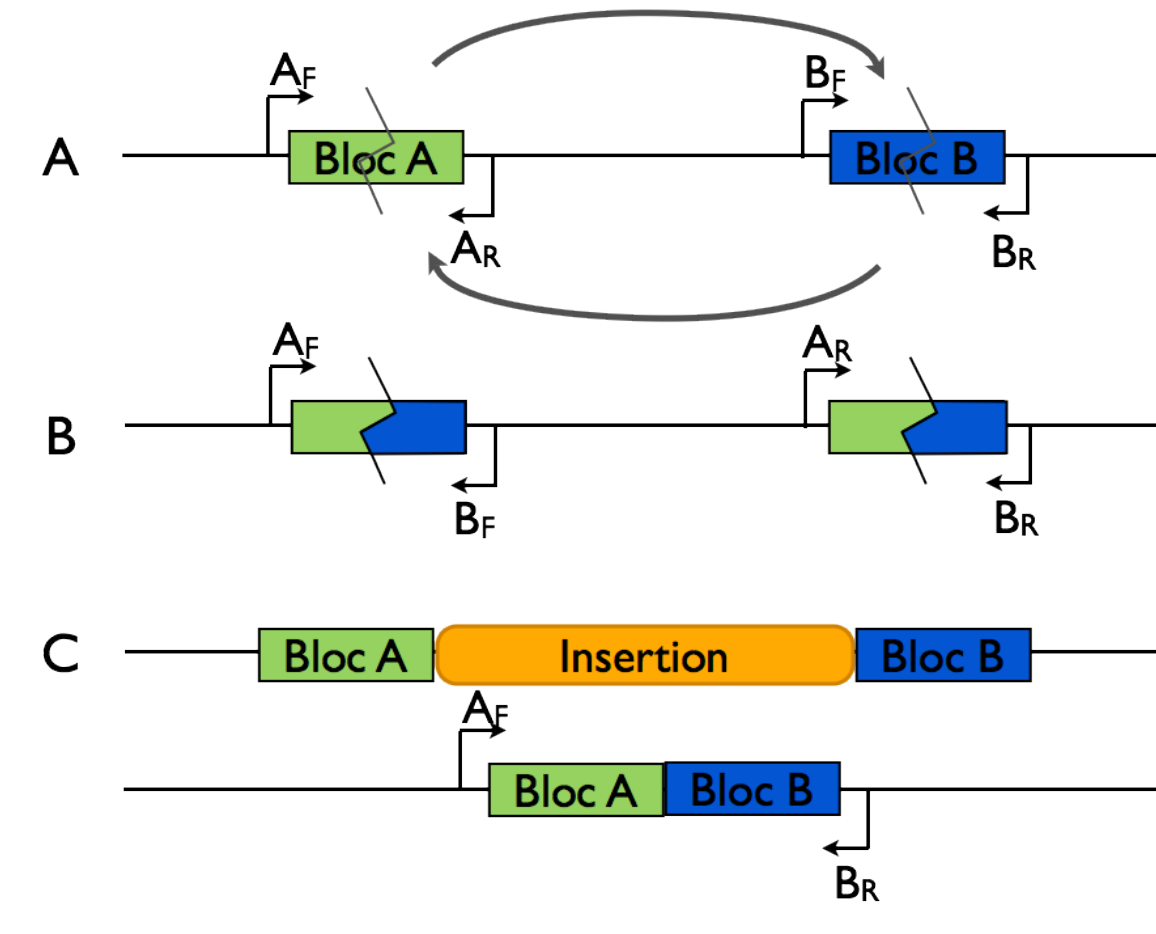 A_F
B_F
A
Bloc A
Bloc B
A_R
B_R
A_F
A_R
B
B_F
B_R
C
Bloc A
Insertion
Bloc B
A_F
Bloc A
Bloc B
B_R